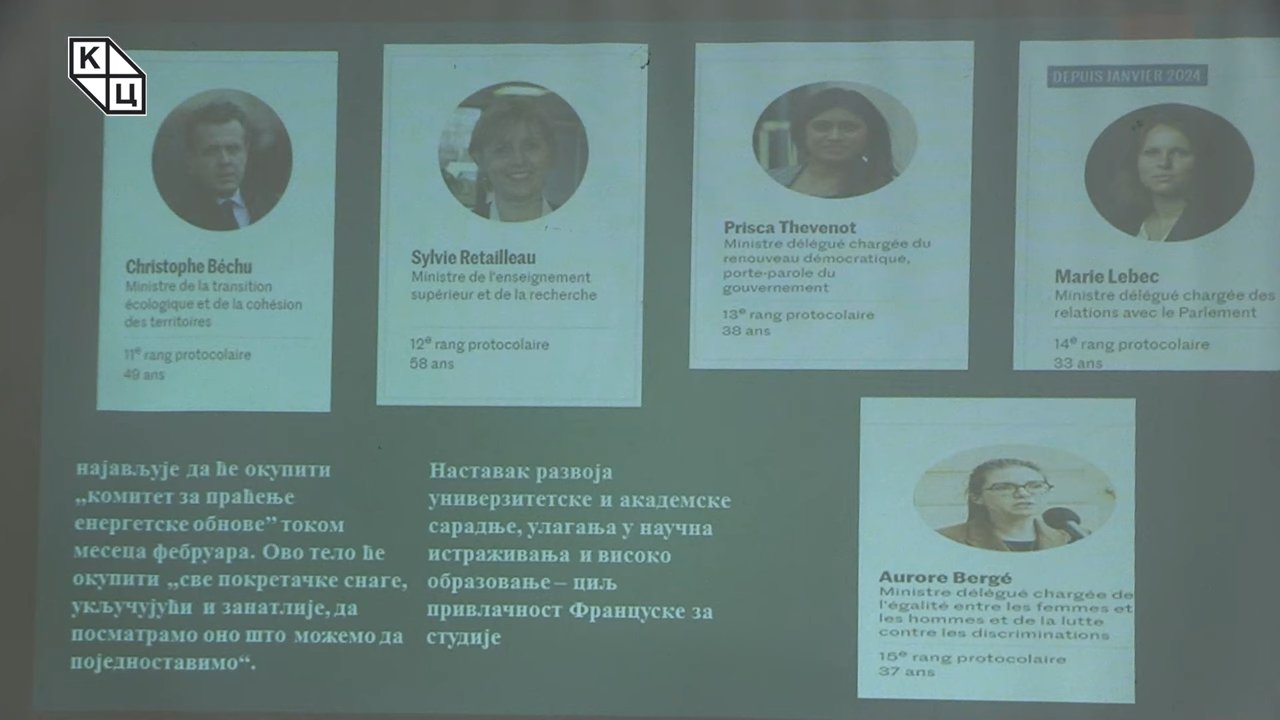 К
Ц
Christophe Béchu
Ministre de la transition
écologique et de la cohésion
des territoires
11e rang protocolaire
49 ans
Sylvie Retailleau
Ministre de l'enseignement
supérieur et de la recherche
12e rang protocolaire
58 ans
Prisca Thevenot
Ministre délégué chargée du
renouveau démocratique,
porte-parole du
gouvernement
13e rang protocolaire
38 ans
DEPUIS JANVIER 2024
Marie Lebec
Ministre délégué chargée des
relations avec le Parlement
14e rang protocolaire
33 ans
најављује да ће окупити
„комитет за праћење
енергетске обнове” током
месеца фебруара. Ово тело ће
окупити „све покретачке снаге,
укључујући и занатлије, да
посматрамо оно што можемо да
поједноставимо“.
Наставак развоја
универзитетске и академске
сарадње, улагања у научна
истраживања и високо
образовање – циљ
привлачност Француске за
студије
Aurore Bergé
Ministre délégué chargée de
l'égalité entre les femmes et
les hommes et de la lutte
contre les discriminations
15e rang protocolaire
37 ans